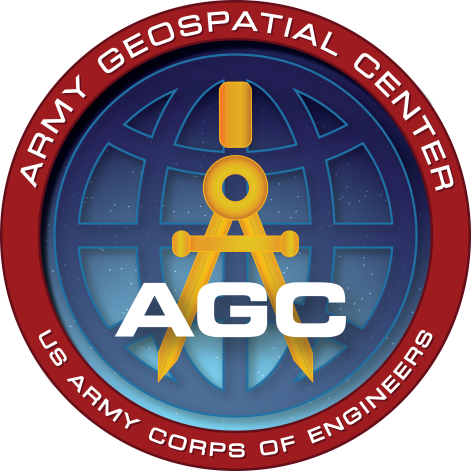 ARMY GEOSPATIAL CENTER
AGC
US ARMY CORPS OF ENGINEERS